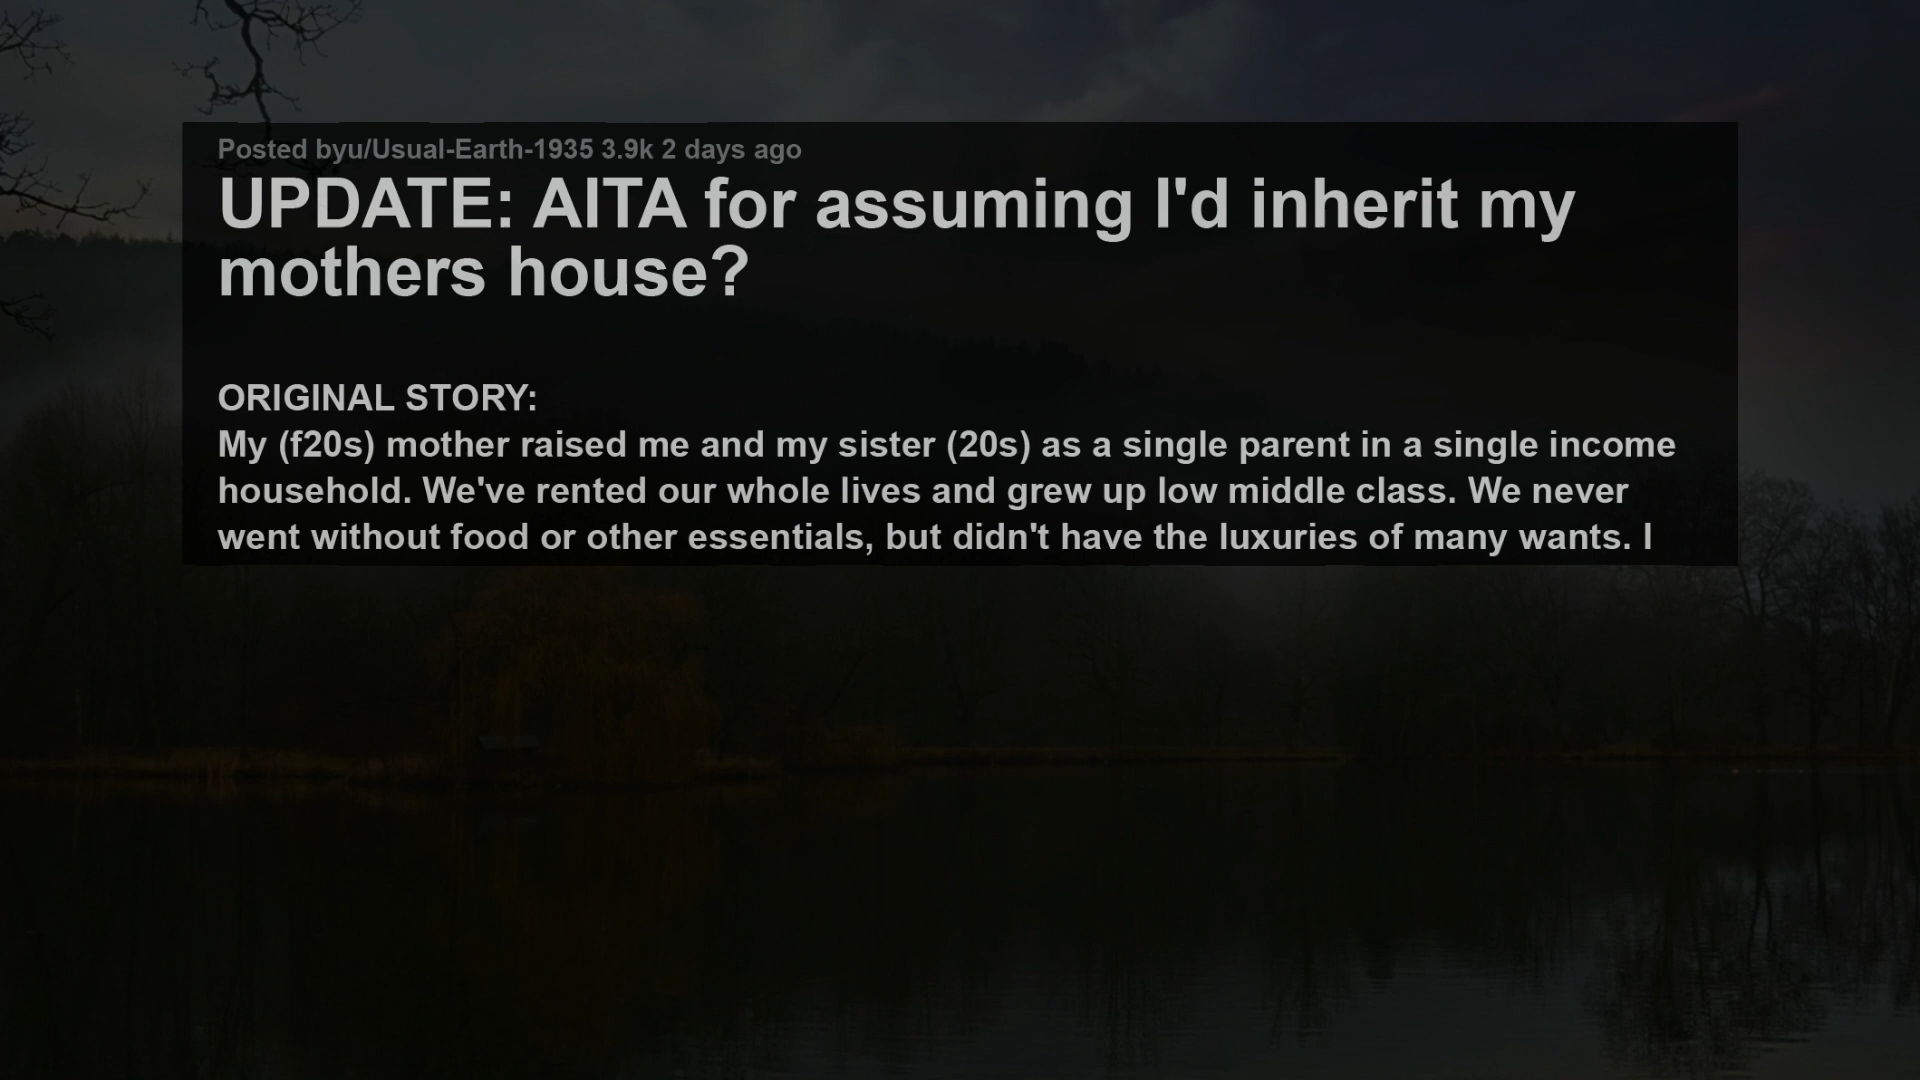 Posted byu/Usual-Earth-1935 3.9k 2 days ago
UPDATE: AITA for assuming I'd inherit my
mothers house?
ORIGINAL STORY:
My (f20s) mother raised me and my sister (20s) as a single parent in a single income
household. We've rented our whole lives and grew up low middle class. We never
went without food or other essentials, but didn't have the luxuries of many wants. I